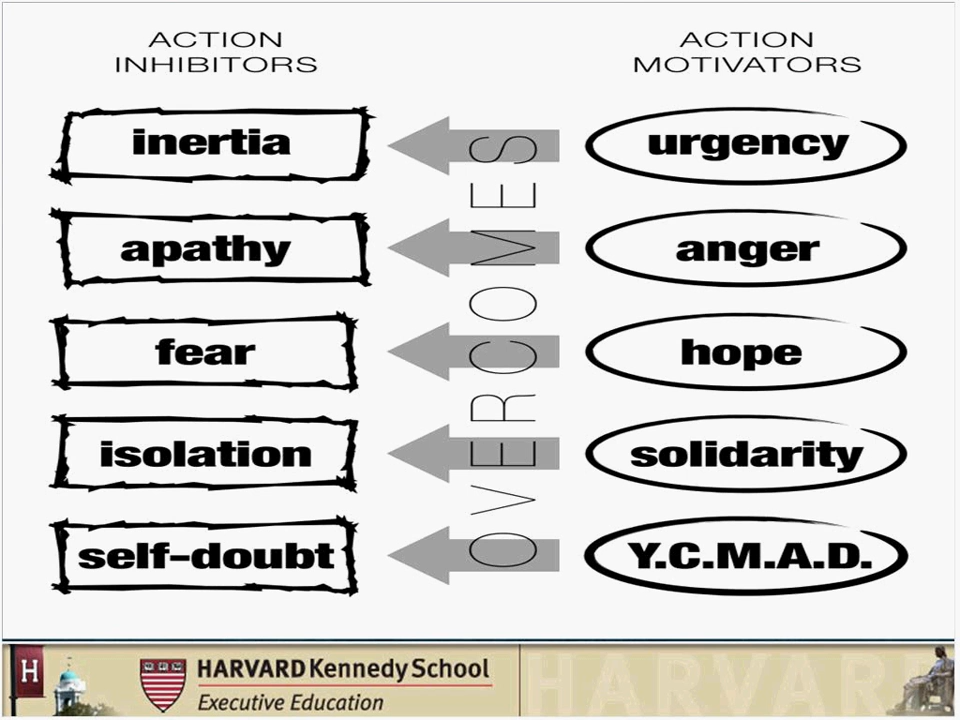 ACTION
INHIBITORS
ACTION
MOTIVATORS
inertia
urgency
apathy
anger
fear
hope
isolation
solidarity
self-doubt
Y.C.M.A.D.
OVERCOMES
H
HARVARD Kennedy School
Executive Education
HARVARD